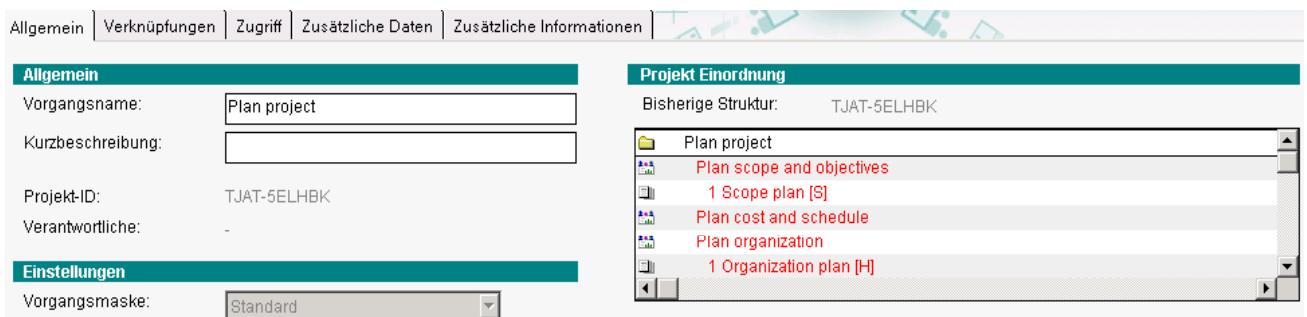 Allgemein Verknüpfungen Zugriff Zusätzliche Daten Zusätzliche Informationen
Allgemein
Vorgangsname: Plan project
Kurzbeschreibung:
Projekt-ID: TJAT-5ELHBK
Verantwortliche: -
Einstellungen
Vorgangsmaske: Standard
Projekt Einordnung
Bisherige Struktur: TJAT-5ELHBK
Plan project
Plan scope and objectives
1 Scope plan [S]
Plan cost and schedule
Plan organization
1 Organization plan [H]